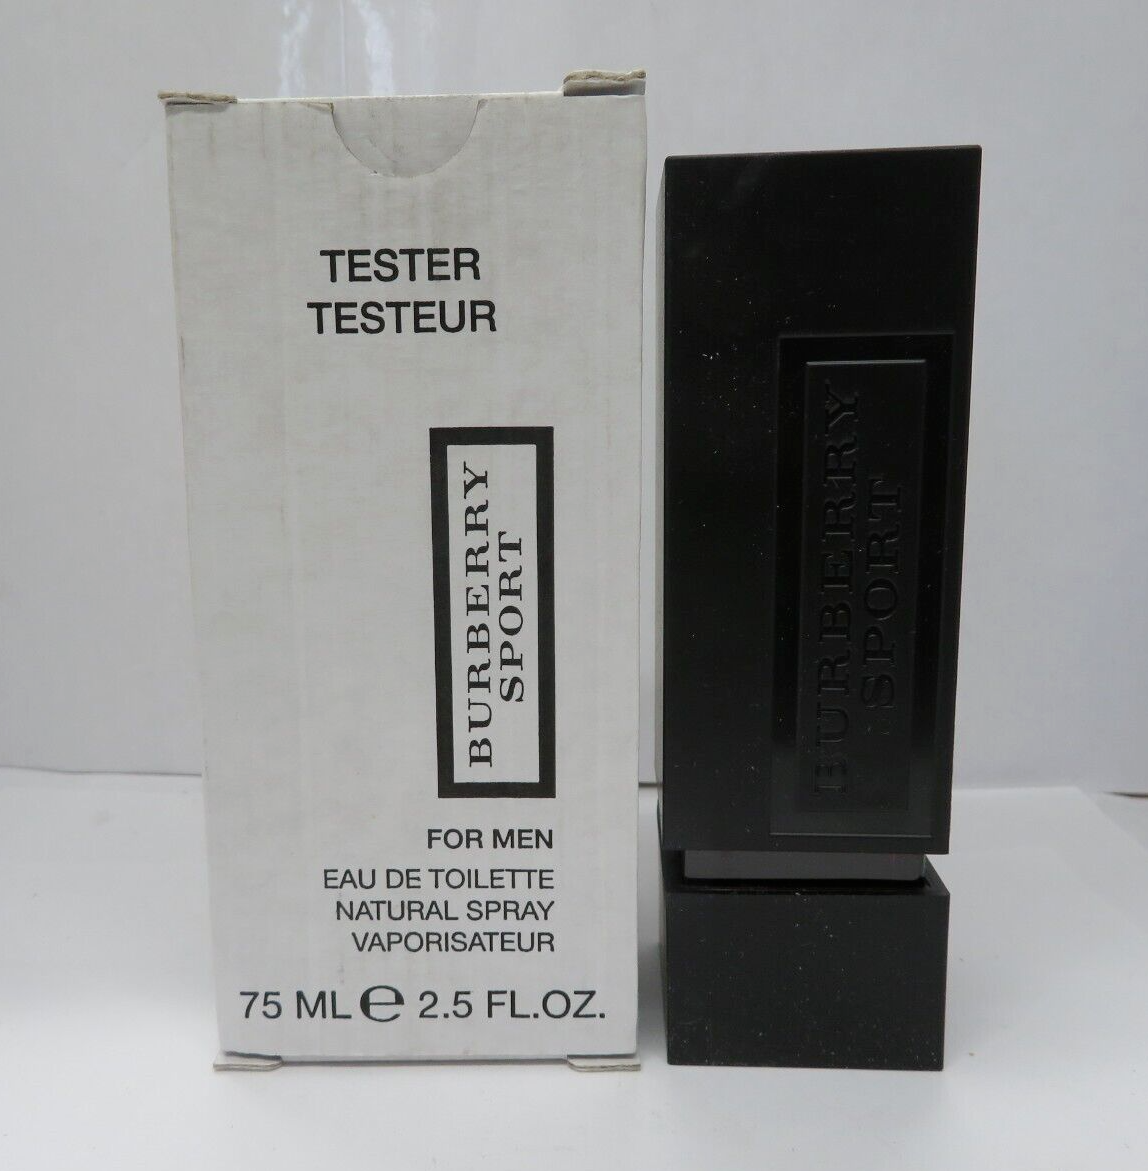 TESTER
TESTEUR
BURBERRY
SPORT
FOR MEN
EAU DE TOILETTE
NATURAL SPRAY
VAPORISATEUR
75 ML e 2.5 FL.OZ.
BURBERRY
SPORT